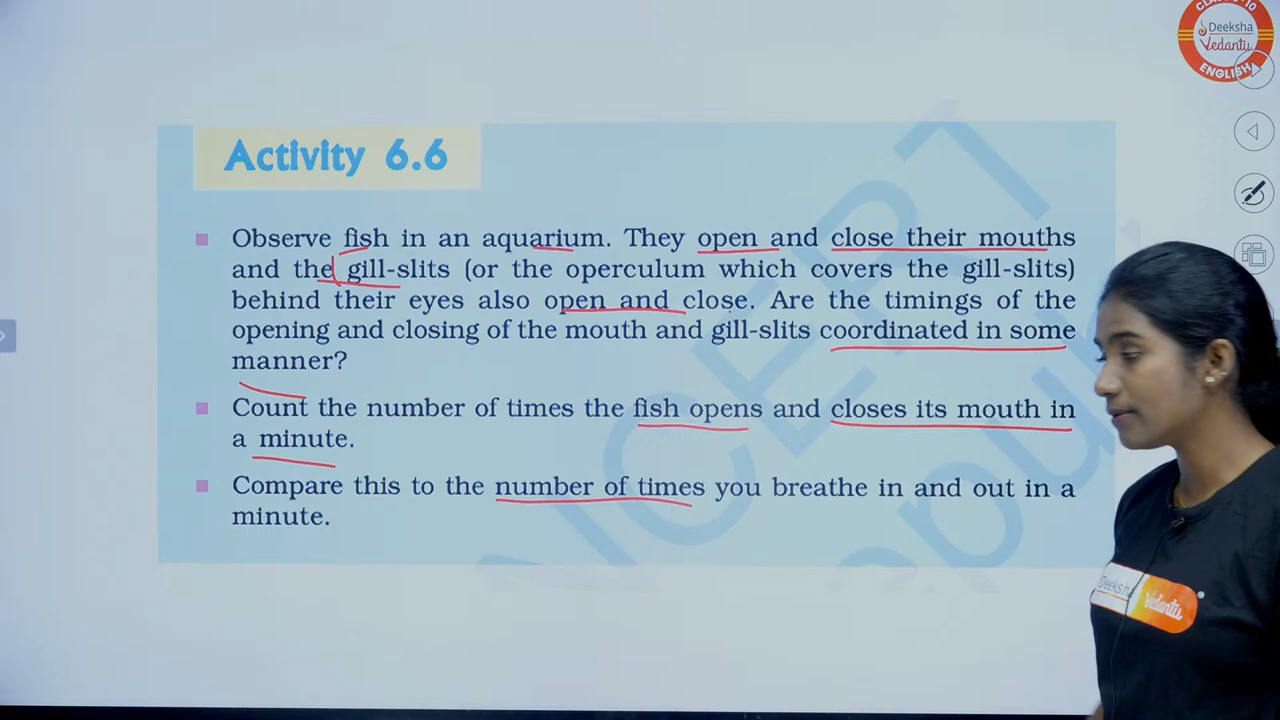 CLASS 10
Deeksha
Vedantu
ENGLISH
Activity 6.6
Observe fish in an aquarium. They open and close their mouths
and the gill-slits (or the operculum which covers the gill-slits)
behind their eyes also open and close. Are the timings of the
opening and closing of the mouth and gill-slits coordinated in some
manner?
Count the number of times the fish opens and closes its mouth in
a minute.
Compare this to the number of times you breathe in and out in a
minute.
NCERT
Deeksha
Vedantu